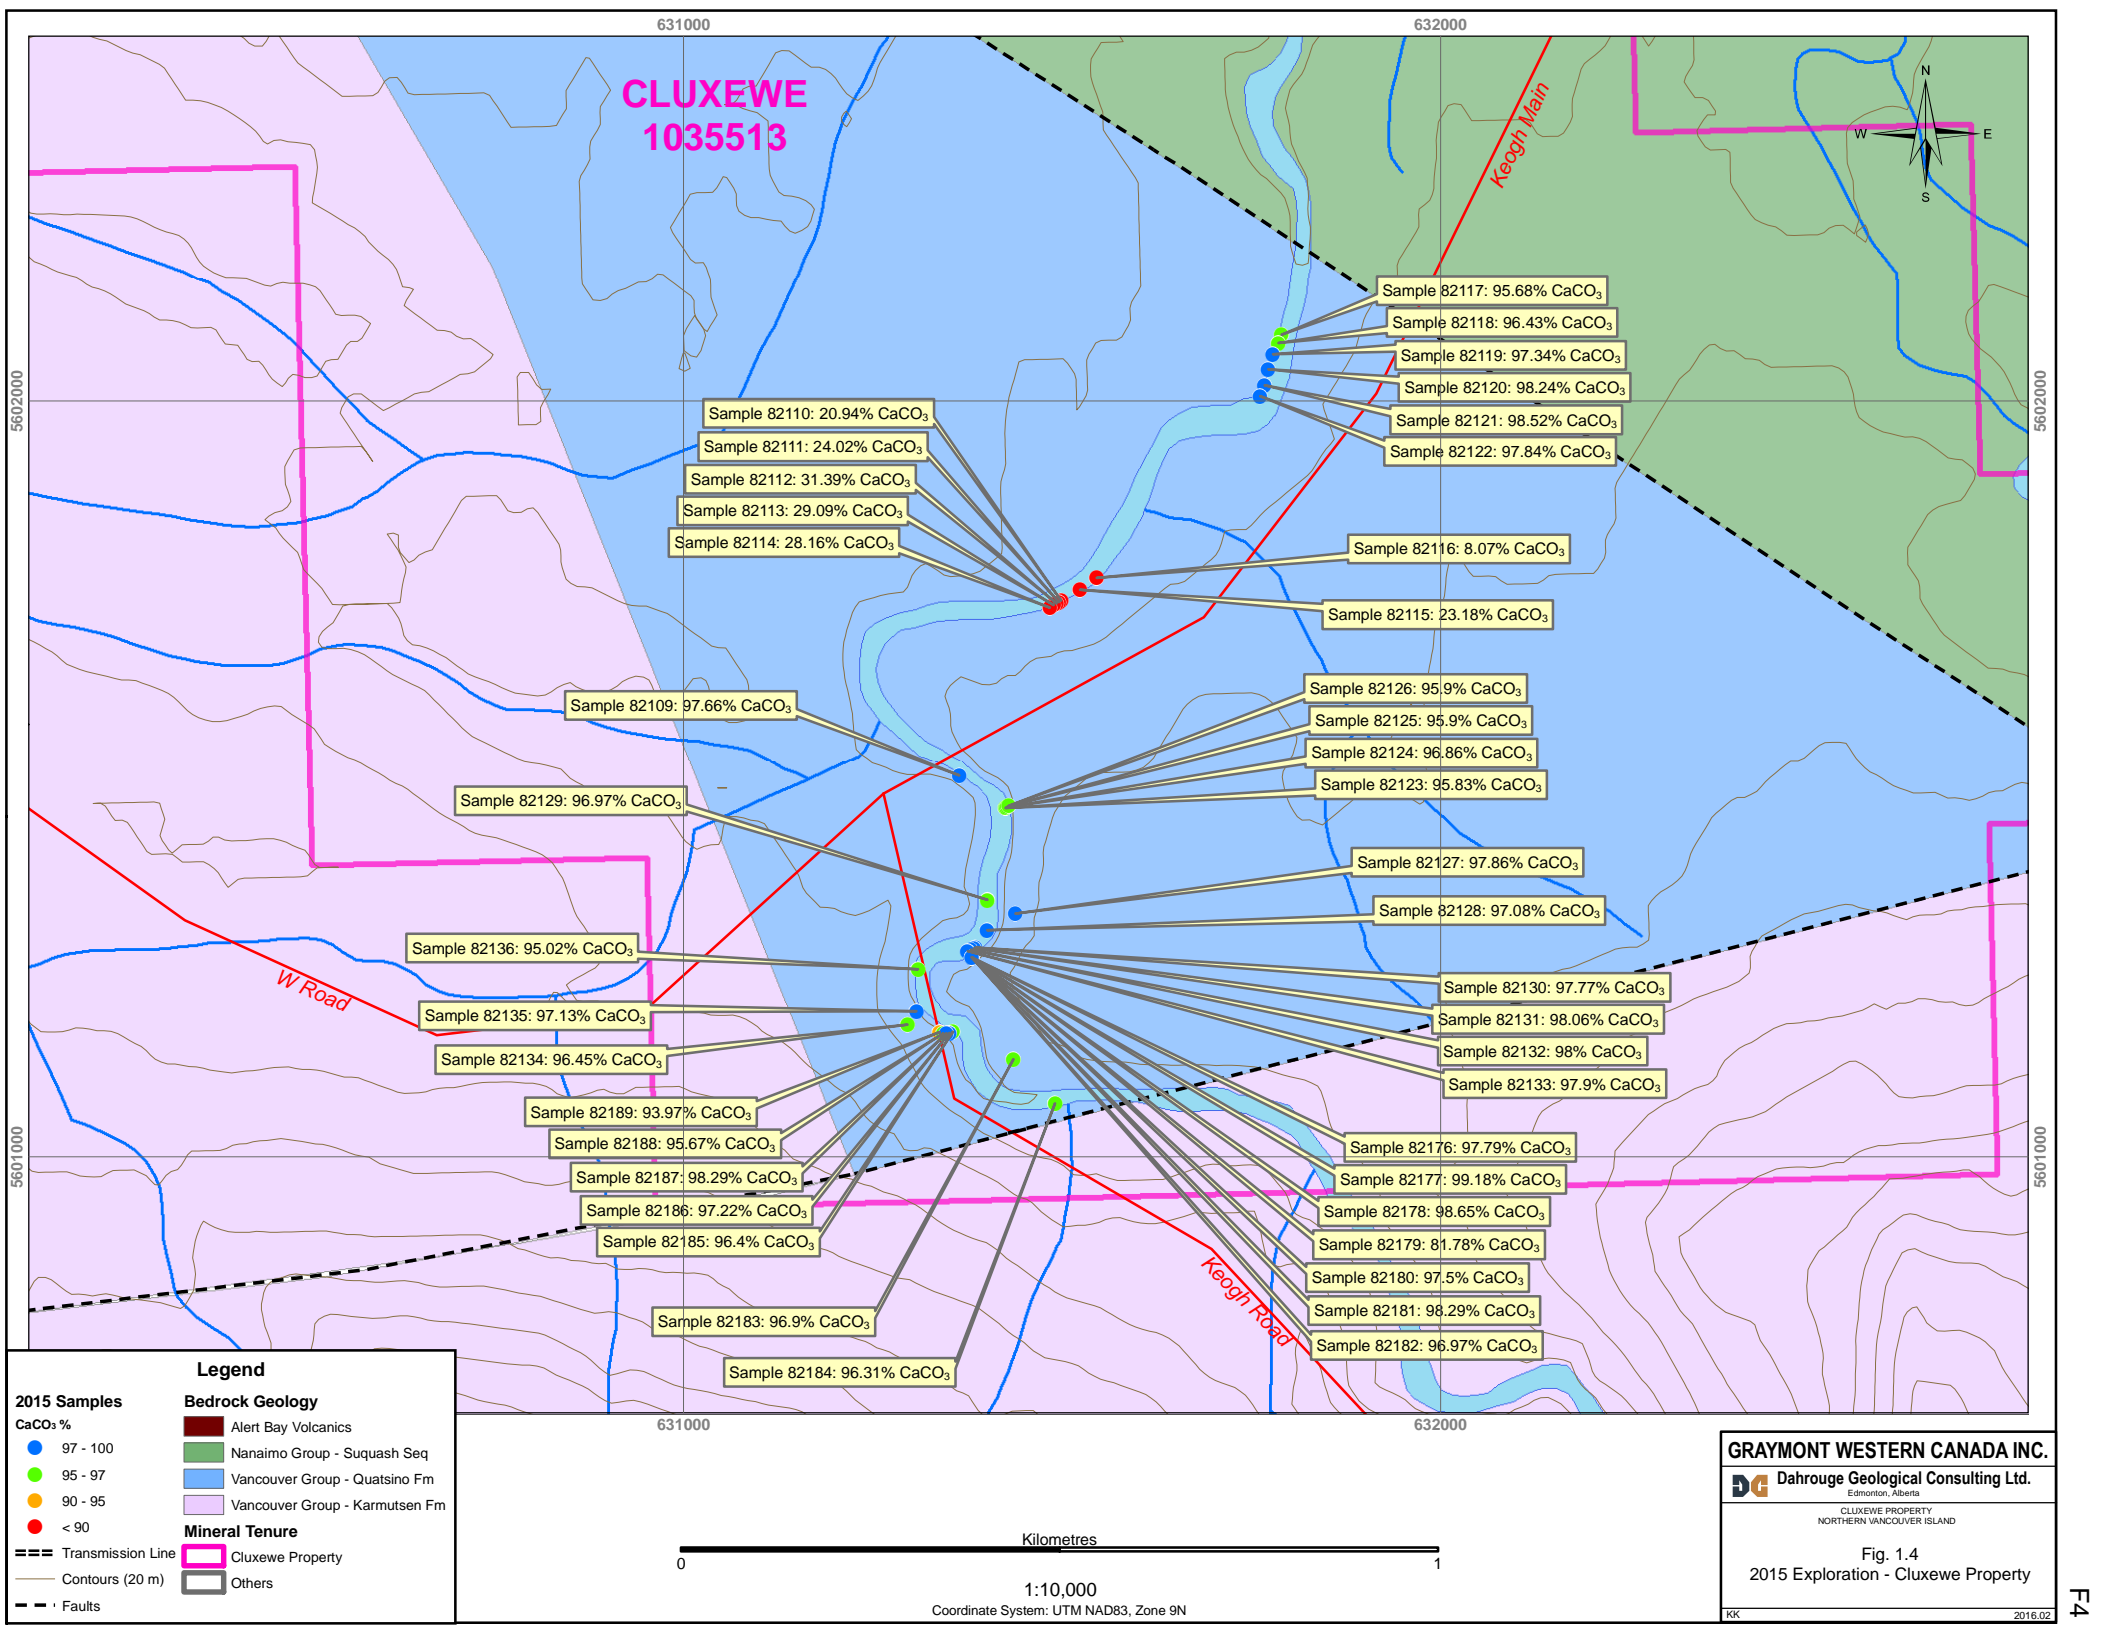 631000
632000
CLUXEWE
1035513
Keogh Main
N
W
E
S
5602000
5602000
Sample 82117: 95.68% CaCO₃
Sample 82118: 96.43% CaCO₃
Sample 82119: 97.34% CaCO₃
Sample 82120: 98.24% CaCO₃
Sample 82121: 98.52% CaCO₃
Sample 82122: 97.84% CaCO₃
Sample 82110: 20.94% CaCO₃
Sample 82111: 24.02% CaCO₃
Sample 82112: 31.39% CaCO₃
Sample 82113: 29.09% CaCO₃
Sample 82114: 28.16% CaCO₃
Sample 82116: 8.07% CaCO₃
Sample 82115: 23.18% CaCO₃
Sample 82109: 97.66% CaCO₃
Sample 82126: 95.9% CaCO₃
Sample 82125: 95.9% CaCO₃
Sample 82124: 96.86% CaCO₃
Sample 82123: 95.83% CaCO₃
Sample 82129: 96.97% CaCO₃
Sample 82127: 97.86% CaCO₃
Sample 82128: 97.08% CaCO₃
Sample 82136: 95.02% CaCO₃
W Road
Sample 82135: 97.13% CaCO₃
Sample 82134: 96.45% CaCO₃
Sample 82130: 97.77% CaCO₃
Sample 82131: 98.06% CaCO₃
Sample 82132: 98% CaCO₃
Sample 82133: 97.9% CaCO₃
Sample 82189: 93.97% CaCO₃
Sample 82188: 95.67% CaCO₃
Sample 82187: 98.29% CaCO₃
Sample 82186: 97.22% CaCO₃
Sample 82185: 96.4% CaCO₃
Sample 82176: 97.79% CaCO₃
Sample 82177: 99.18% CaCO₃
Sample 82178: 98.65% CaCO₃
Sample 82179: 81.78% CaCO₃
Sample 82180: 97.5% CaCO₃
Sample 82181: 98.29% CaCO₃
Sample 82182: 96.97% CaCO₃
5601000
5601000
Keogh Road
Sample 82183: 96.9% CaCO₃
Sample 82184: 96.31% CaCO₃
631000
632000
Legend
2015 Samples
CaCO₃ %
97 - 100
95 - 97
90 - 95
< 90
Transmission Line
Contours (20 m)
Faults
Bedrock Geology
Alert Bay Volcanics
Nanaimo Group - Suquash Seq
Vancouver Group - Quatsino Fm
Vancouver Group - Karmutsen Fm
Mineral Tenure
Cluxewe Property
Others
Kilometres
0
1
1:10,000
Coordinate System: UTM NAD83, Zone 9N
GRAYMONT WESTERN CANADA INC.
Dahrouge Geological Consulting Ltd.
Edmonton, Alberta
CLUXEWE PROPERTY
NORTHERN VANCOUVER ISLAND
Fig. 1.4
2015 Exploration - Cluxewe Property
KK
2016.02
F4